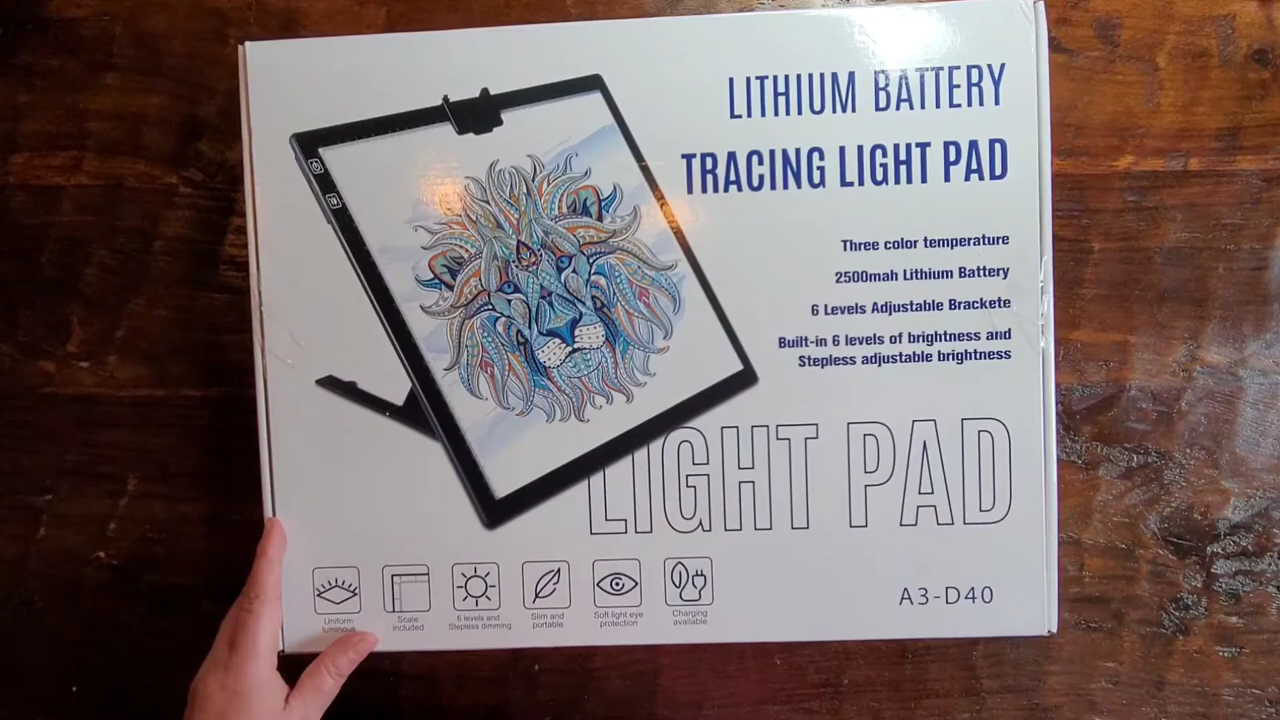 LITHIUM BATTERY
TRACING LIGHT PAD
Three color temperature
2500mah Lithium Battery
6 Levels Adjustable Brackete
Built-in 6 levels of brightness and
Stepless adjustable brightness
LIGHT PAD
Uniform
luminous
Scale
included
6 levels and
Stepless dimming
Slim and
portable
Soft light eye
protection
Charging
available
A3-D40